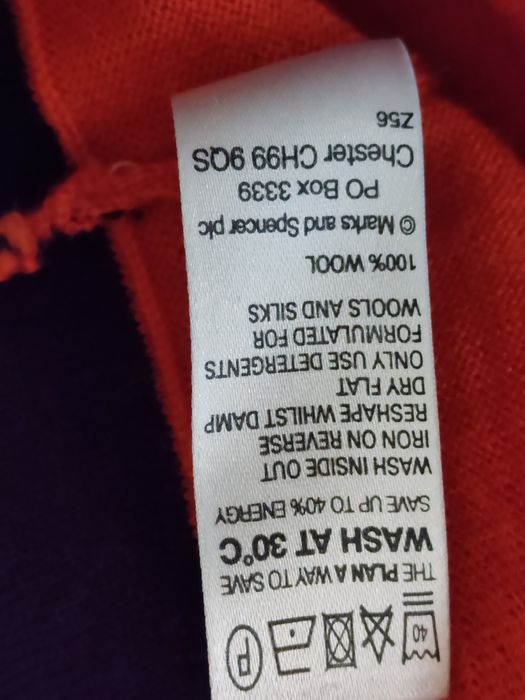 40 P
THE PLAN A WAY TO SAVE
WASH AT 30°C
SAVE UP TO 40% ENERGY
WASH INSIDE OUT
IRON ON REVERSE
RESHAPE WHILST DAMP
DRY FLAT
ONLY USE DETERGENTS
FORMULATED FOR
WOOLS AND SILKS
100% WOOL
© Marks and Spencer plc
PO Box 3339
Chester CH99 9QS
Z56